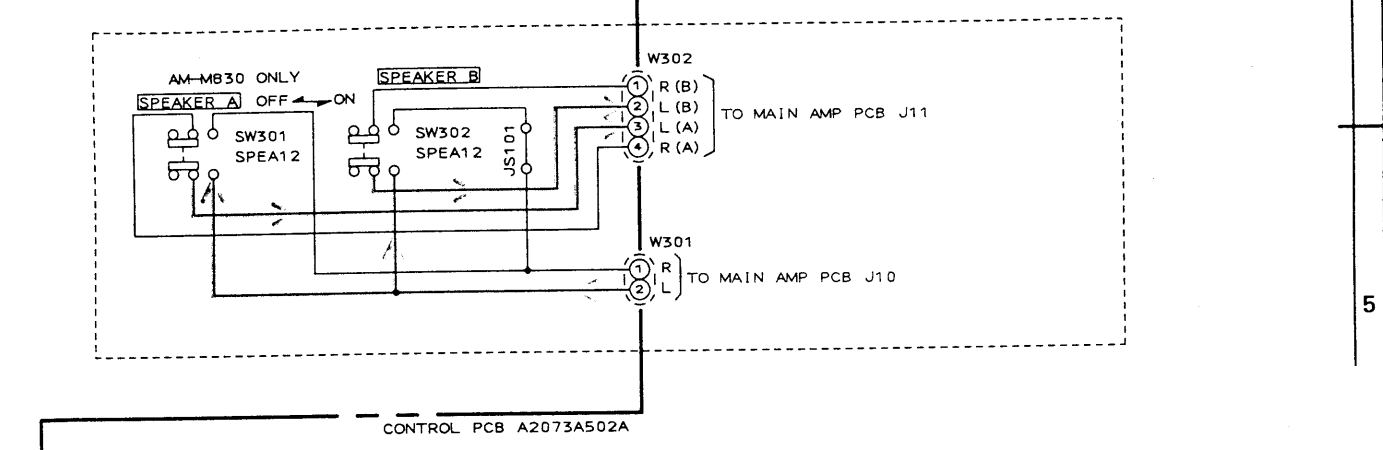 W302
AM-M830 ONLY
SPEAKER B
SPEAKER A OFF ON
1 R (B)
2 L (B)
3 L (A)
4 R (A)
TO MAIN AMP PCB J11
SW301
SPEA12
SW302
SPEA12
JS101
W301
1 R
2 L
TO MAIN AMP PCB J10
5
CONTROL PCB A2073A502A